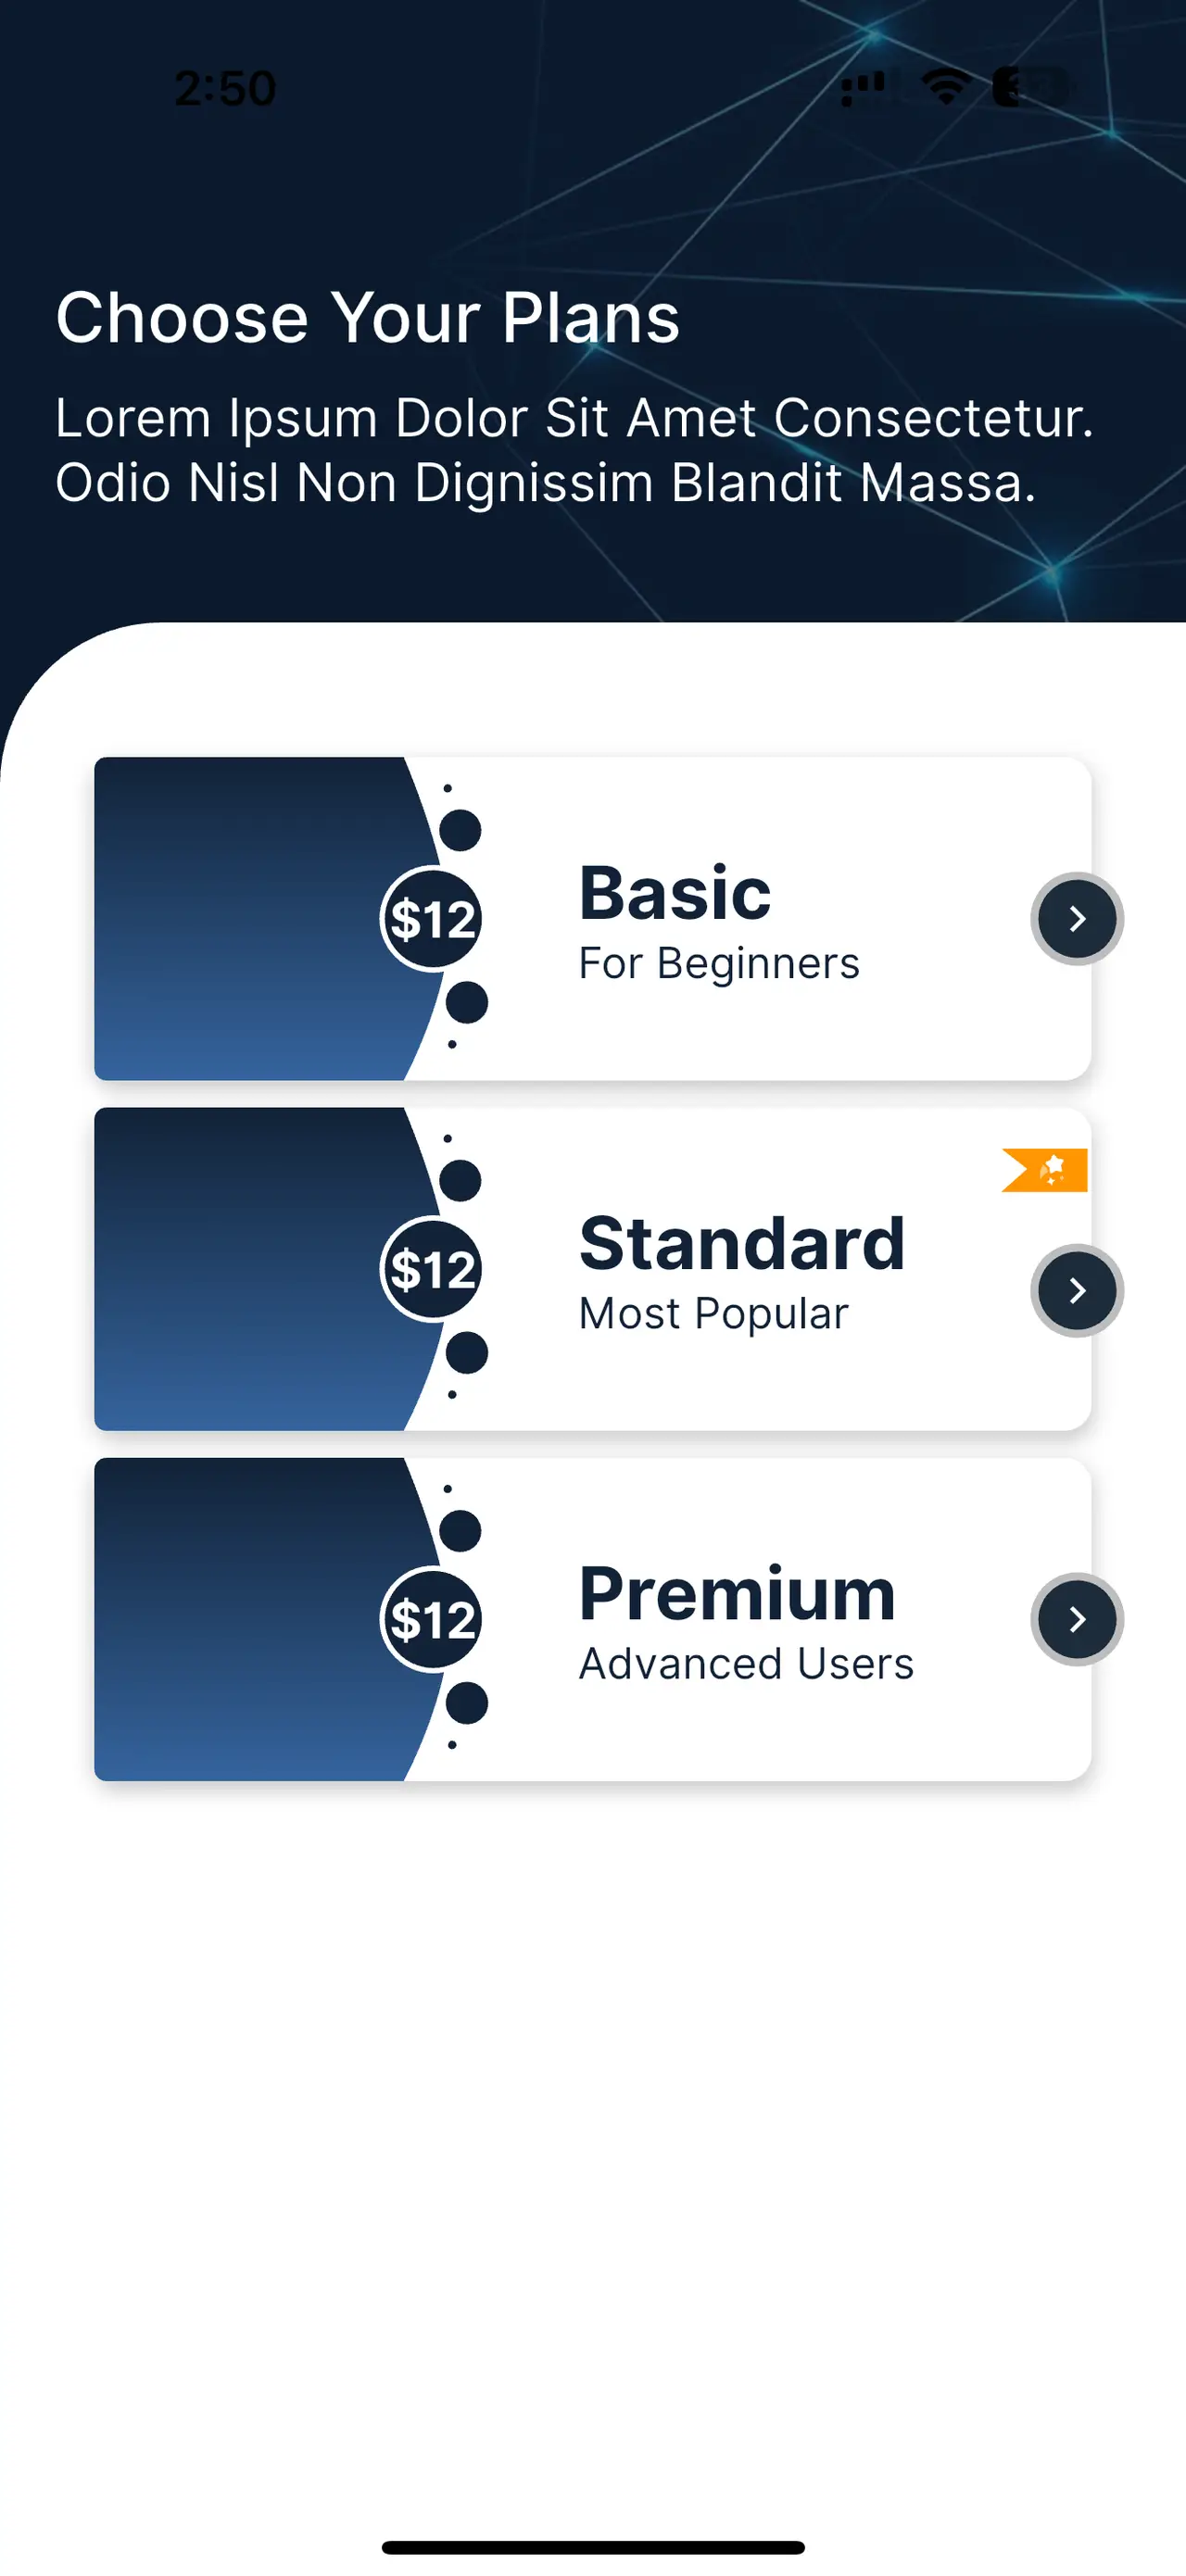 2:50
Choose Your Plans
Lorem Ipsum Dolor Sit Amet Consectetur.
Odio Nisl Non Dignissim Blandit Massa.
$12
Basic
For Beginners
$12
Standard
Most Popular
$12
Premium
Advanced Users